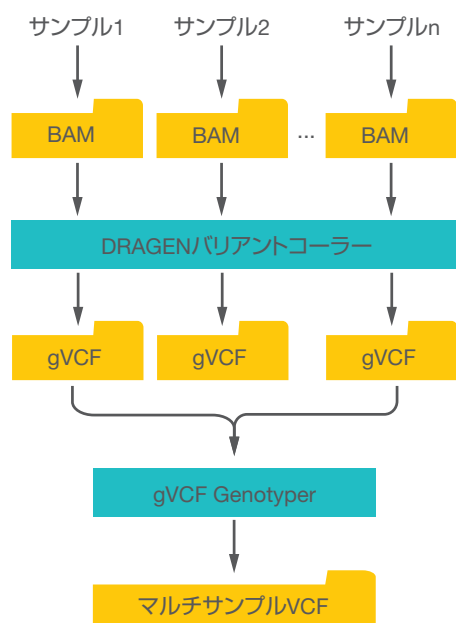 サンプル1 サンプル2 サンプルn
BAM BAM ... BAM
DRAGENバリアントコーラー
gVCF gVCF gVCF
gVCF Genotyper
マルチサンプルVCF